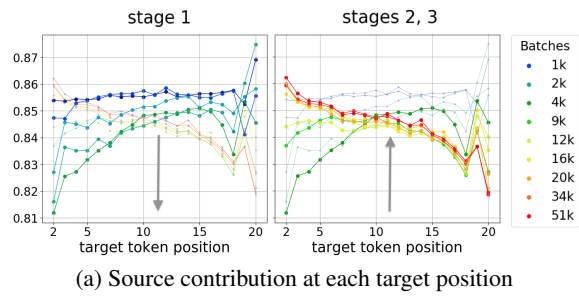 stage 1
stages 2, 3
0.87
0.86
0.85
0.84
0.83
0.82
0.81
2 5 10 15 20
2 5 10 15 20
target token position
target token position
Batches
1k
2k
4k
9k
12k
16k
20k
34k
51k
(a) Source contribution at each target position